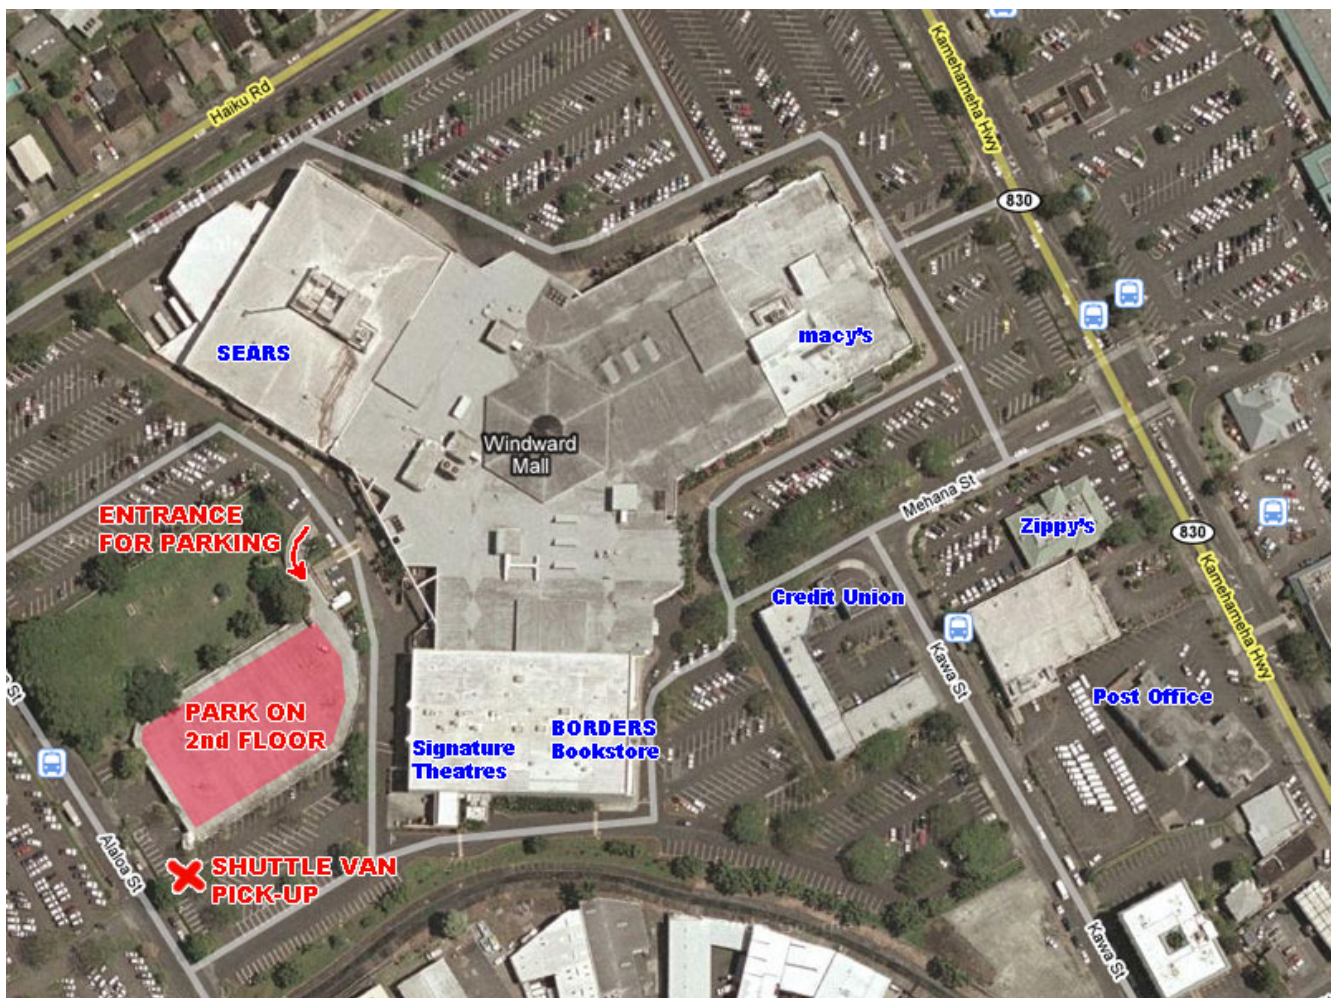 Haiku Rd
Kamehameha Hwy
830
SEARS
macy's
Windward
Mall
Mehana St
Zippy's
830
ENTRANCE
FOR PARKING
Credit Union
Kamehameha Hwy
Kawa St
Post Office
St
PARK ON
2nd FLOOR
BORDERS
Bookstore
Signature
Theatres
Alaloa St
SHUTTLE VAN
PICK-UP
Kawa St